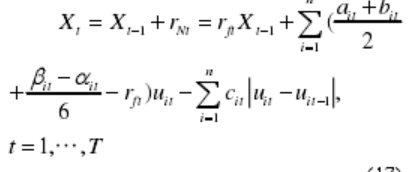 X_t = X_{t-1} + r_{Nt} = r_{ft} X_{t-1} + \sum_{i=1}^{n} ( \frac{a_{it} + b_{it}}{2}
+ \frac{\beta_{it} - \alpha_{it}}{6} - r_{ft} ) u_{it} - \sum_{i=1}^{n} c_{it} |u_{it} - u_{it-1}|,
t = 1, \cdots, T